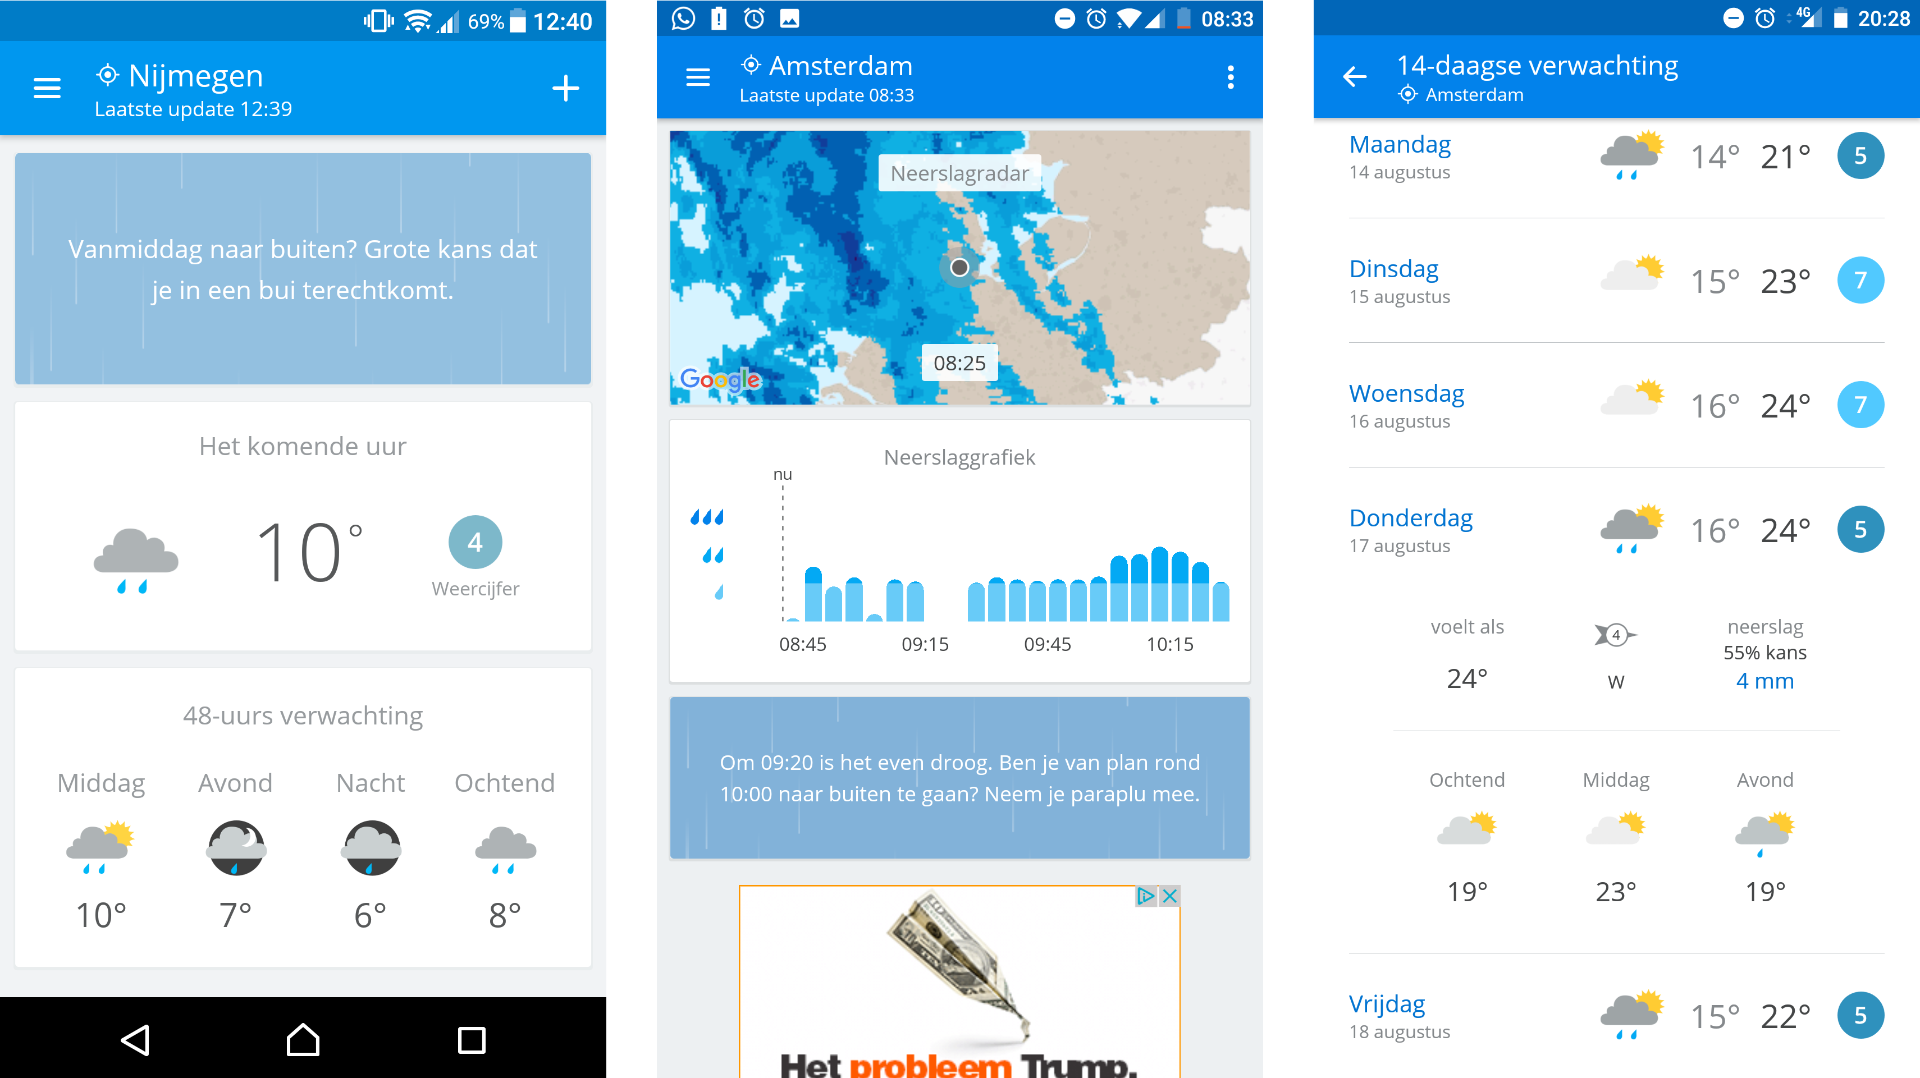 69% 12:40
Nijmegen
Laatste update 12:39
Vanmiddag naar buiten? Grote kans dat
je in een bui terechtkomt.
Het komende uur
10°
4
Weercijfer
48-uurs verwachting
Middag Avond Nacht Ochtend
10° 7° 6° 8°
08:33
Amsterdam
Laatste update 08:33
Neerslagradar
08:25
Google
Neerslaggrafiek
nu
08:45 09:15 09:45 10:15
Om 09:20 is het even droog. Ben je van plan rond
10:00 naar buiten te gaan? Neem je paraplu mee.
Het probleem Trump.
4G 20:28
14-daagse verwachting
Amsterdam
Maandag
14 augustus
14° 21° 5
Dinsdag
15 augustus
15° 23° 7
Woensdag
16 augustus
16° 24° 7
Donderdag
17 augustus
16° 24° 5
voelt als
24°
4
W
neerslag
55% kans
4 mm
Ochtend Middag Avond
19° 23° 19°
Vrijdag
18 augustus
15° 22° 5